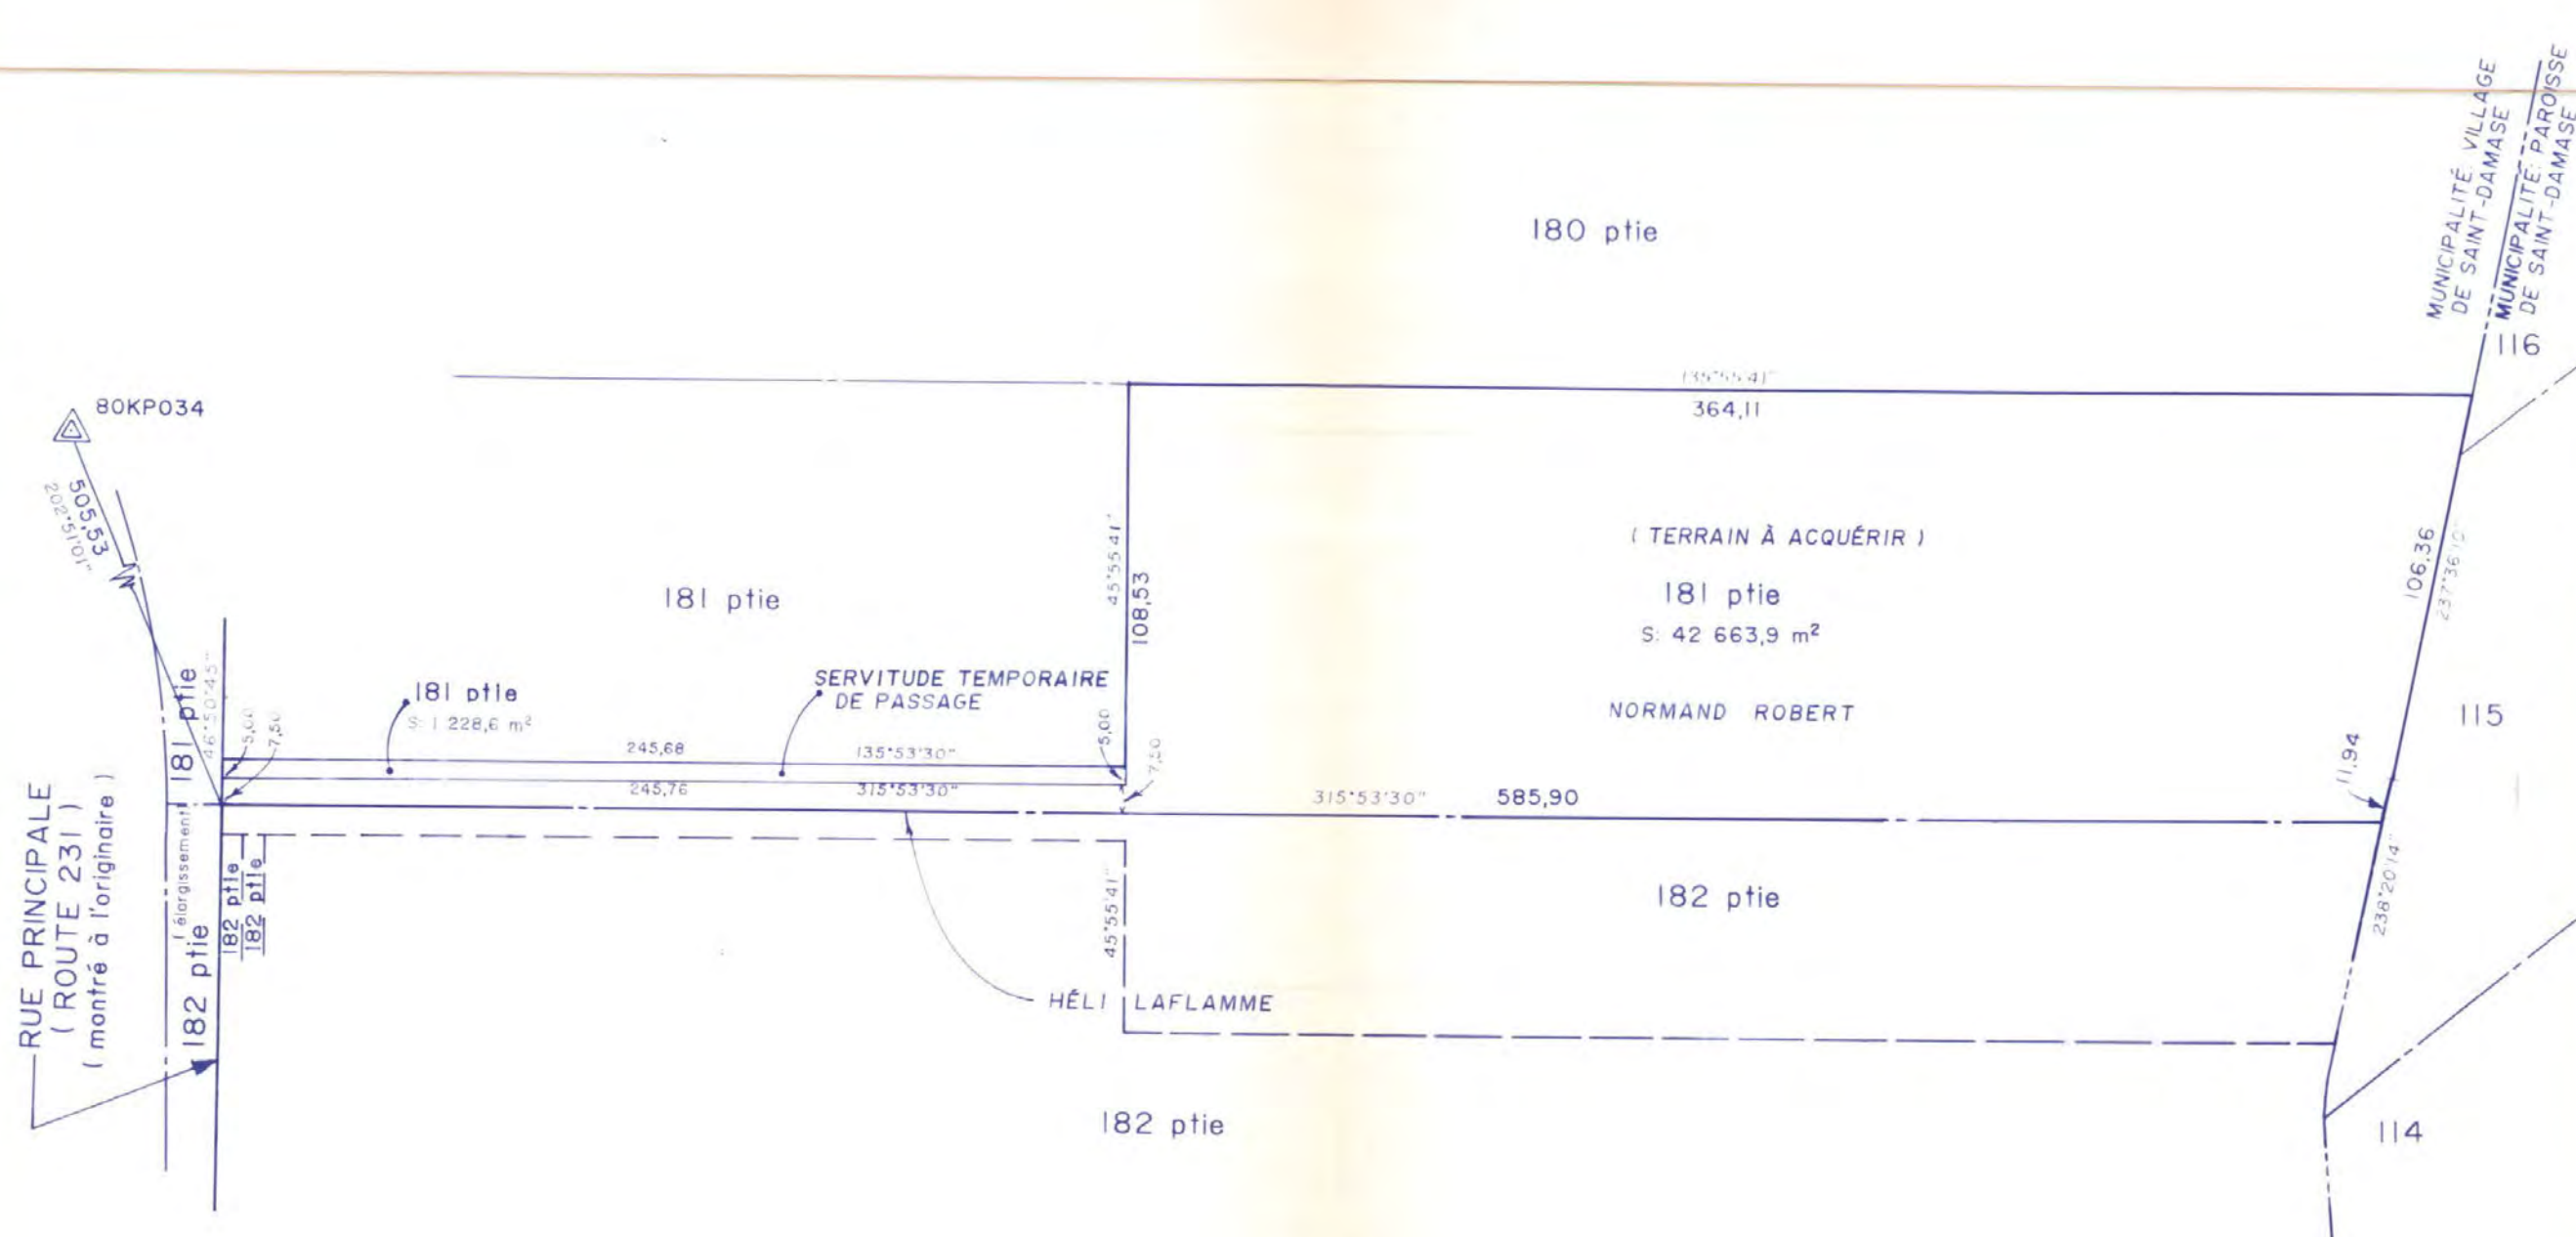 MUNICIPALITÉ: VILLAGE
DE SAINT-DAMASE
MUNICIPALITÉ: PAROISSE
DE SAINT-DAMASE
180 ptie
116
135°55'41"
364,11
80KP034
505,53
202°51'01"
( TERRAIN À ACQUÉRIR )
181 ptie
S: 42 663,9 m²
NORMAND ROBERT
45°55'41"
108,53
106,36
237°36'10"
181 ptie
181 ptie
46°50'45"
181 ptie
S: 1 228,6 m²
SERVITUDE TEMPORAIRE
DE PASSAGE
5,00
7,50
5,00
7,50
245,68
135°53'30"
245,76
315°53'30"
315°53'30"
585,90
11,94
115
RUE PRINCIPALE
( ROUTE 231 )
( montré à l'originaire )
( élargissement )
182 ptie
182 ptie
182 ptie
45°55'41"
182 ptie
238°20'14"
HÉLI LAFLAMME
182 ptie
114